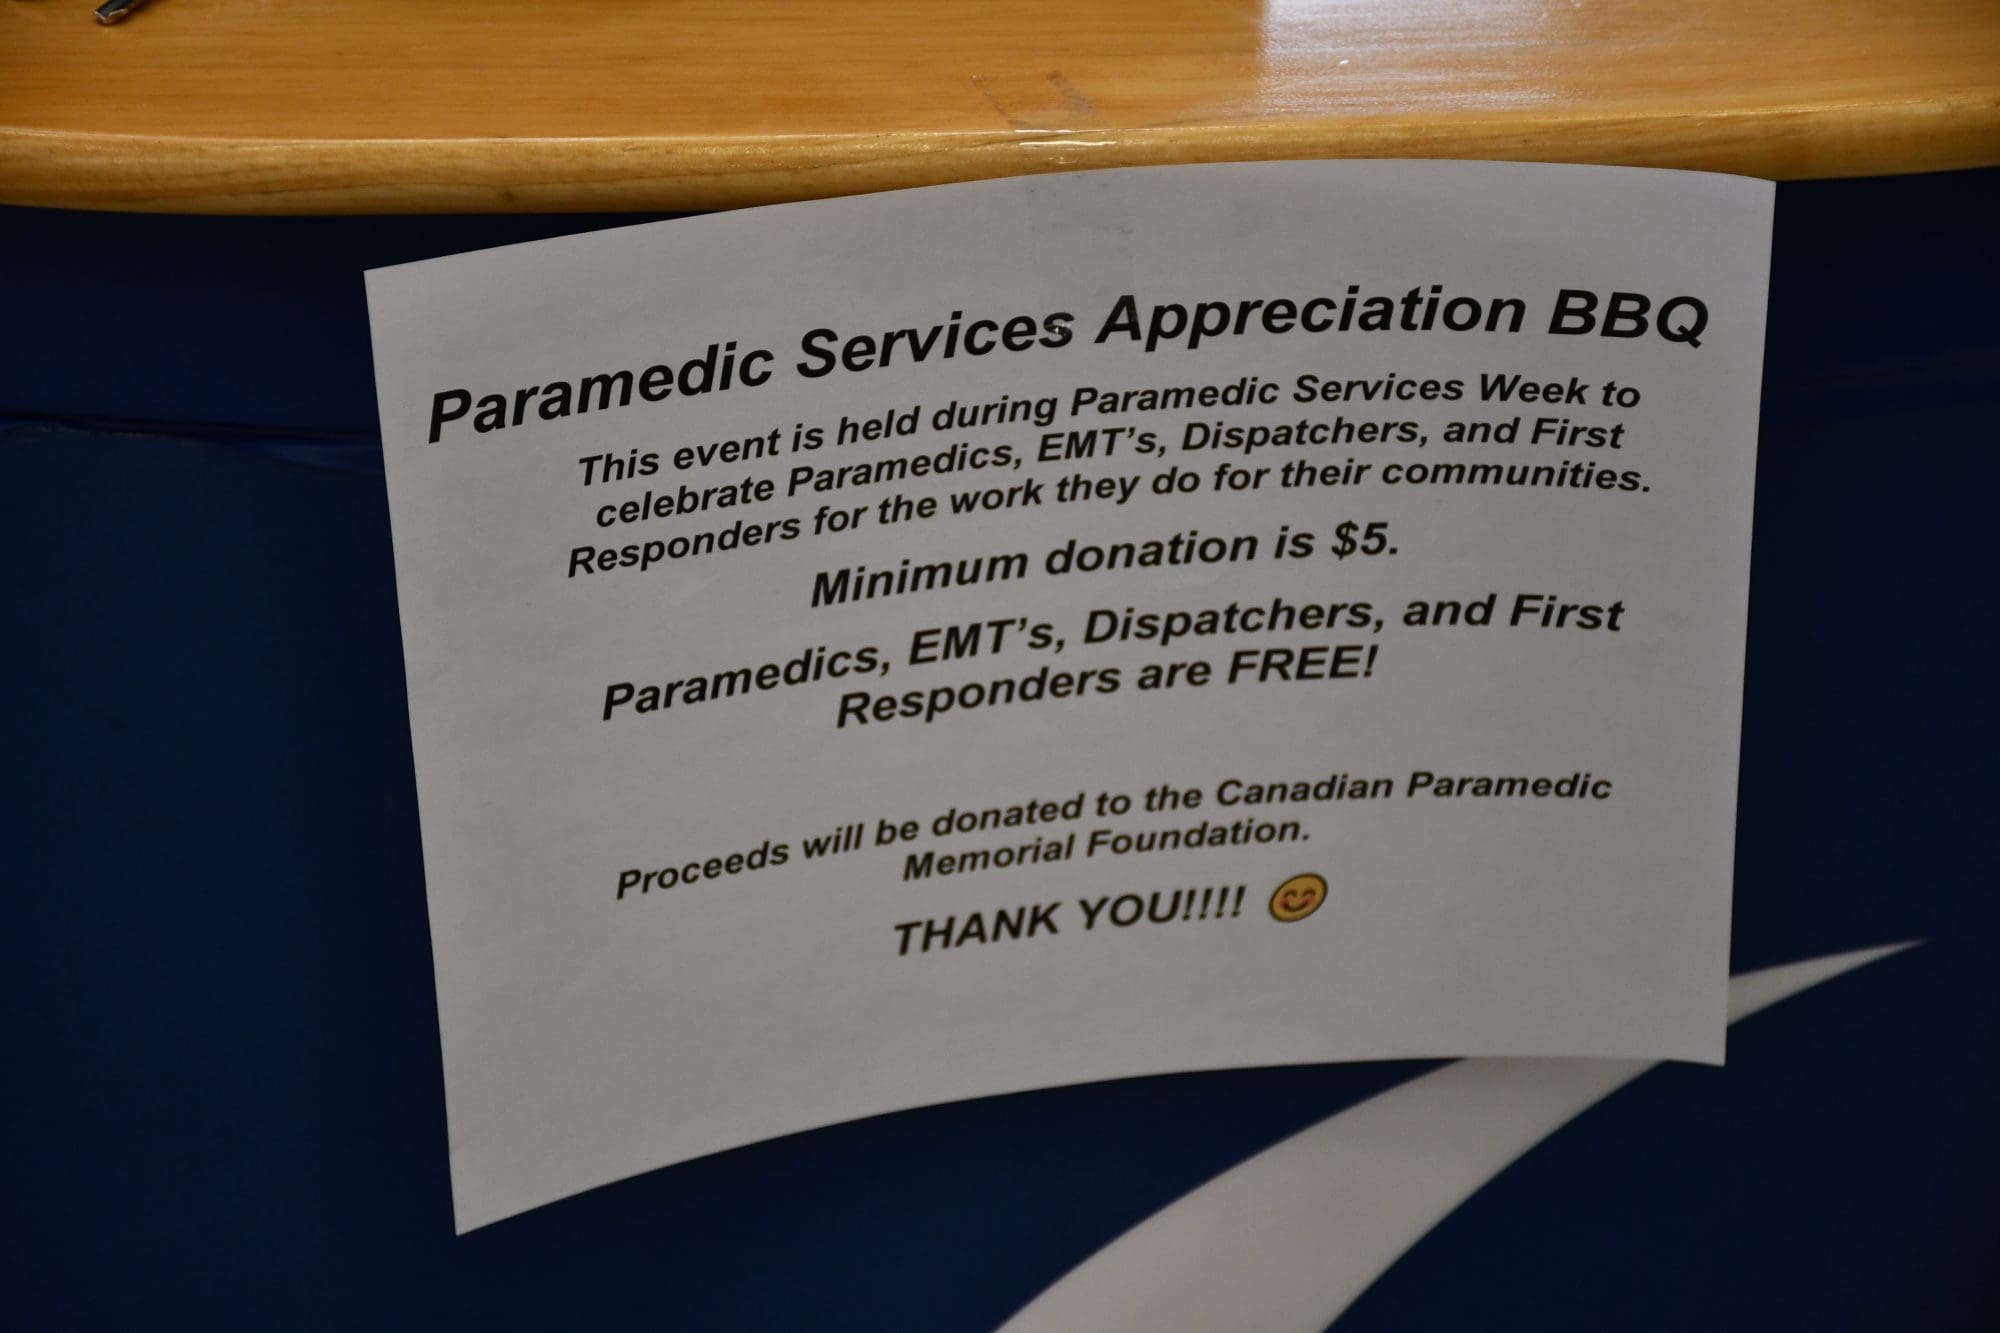 Paramedic Services Appreciation BBQ
This event is held during Paramedic Services Week to
celebrate Paramedics, EMT’s, Dispatchers, and First
Responders for the work they do for their communities.
Minimum donation is $5.
Paramedics, EMT’s, Dispatchers, and First
Responders are FREE!
Proceeds will be donated to the Canadian Paramedic
Memorial Foundation.
THANK YOU!!!! 😊